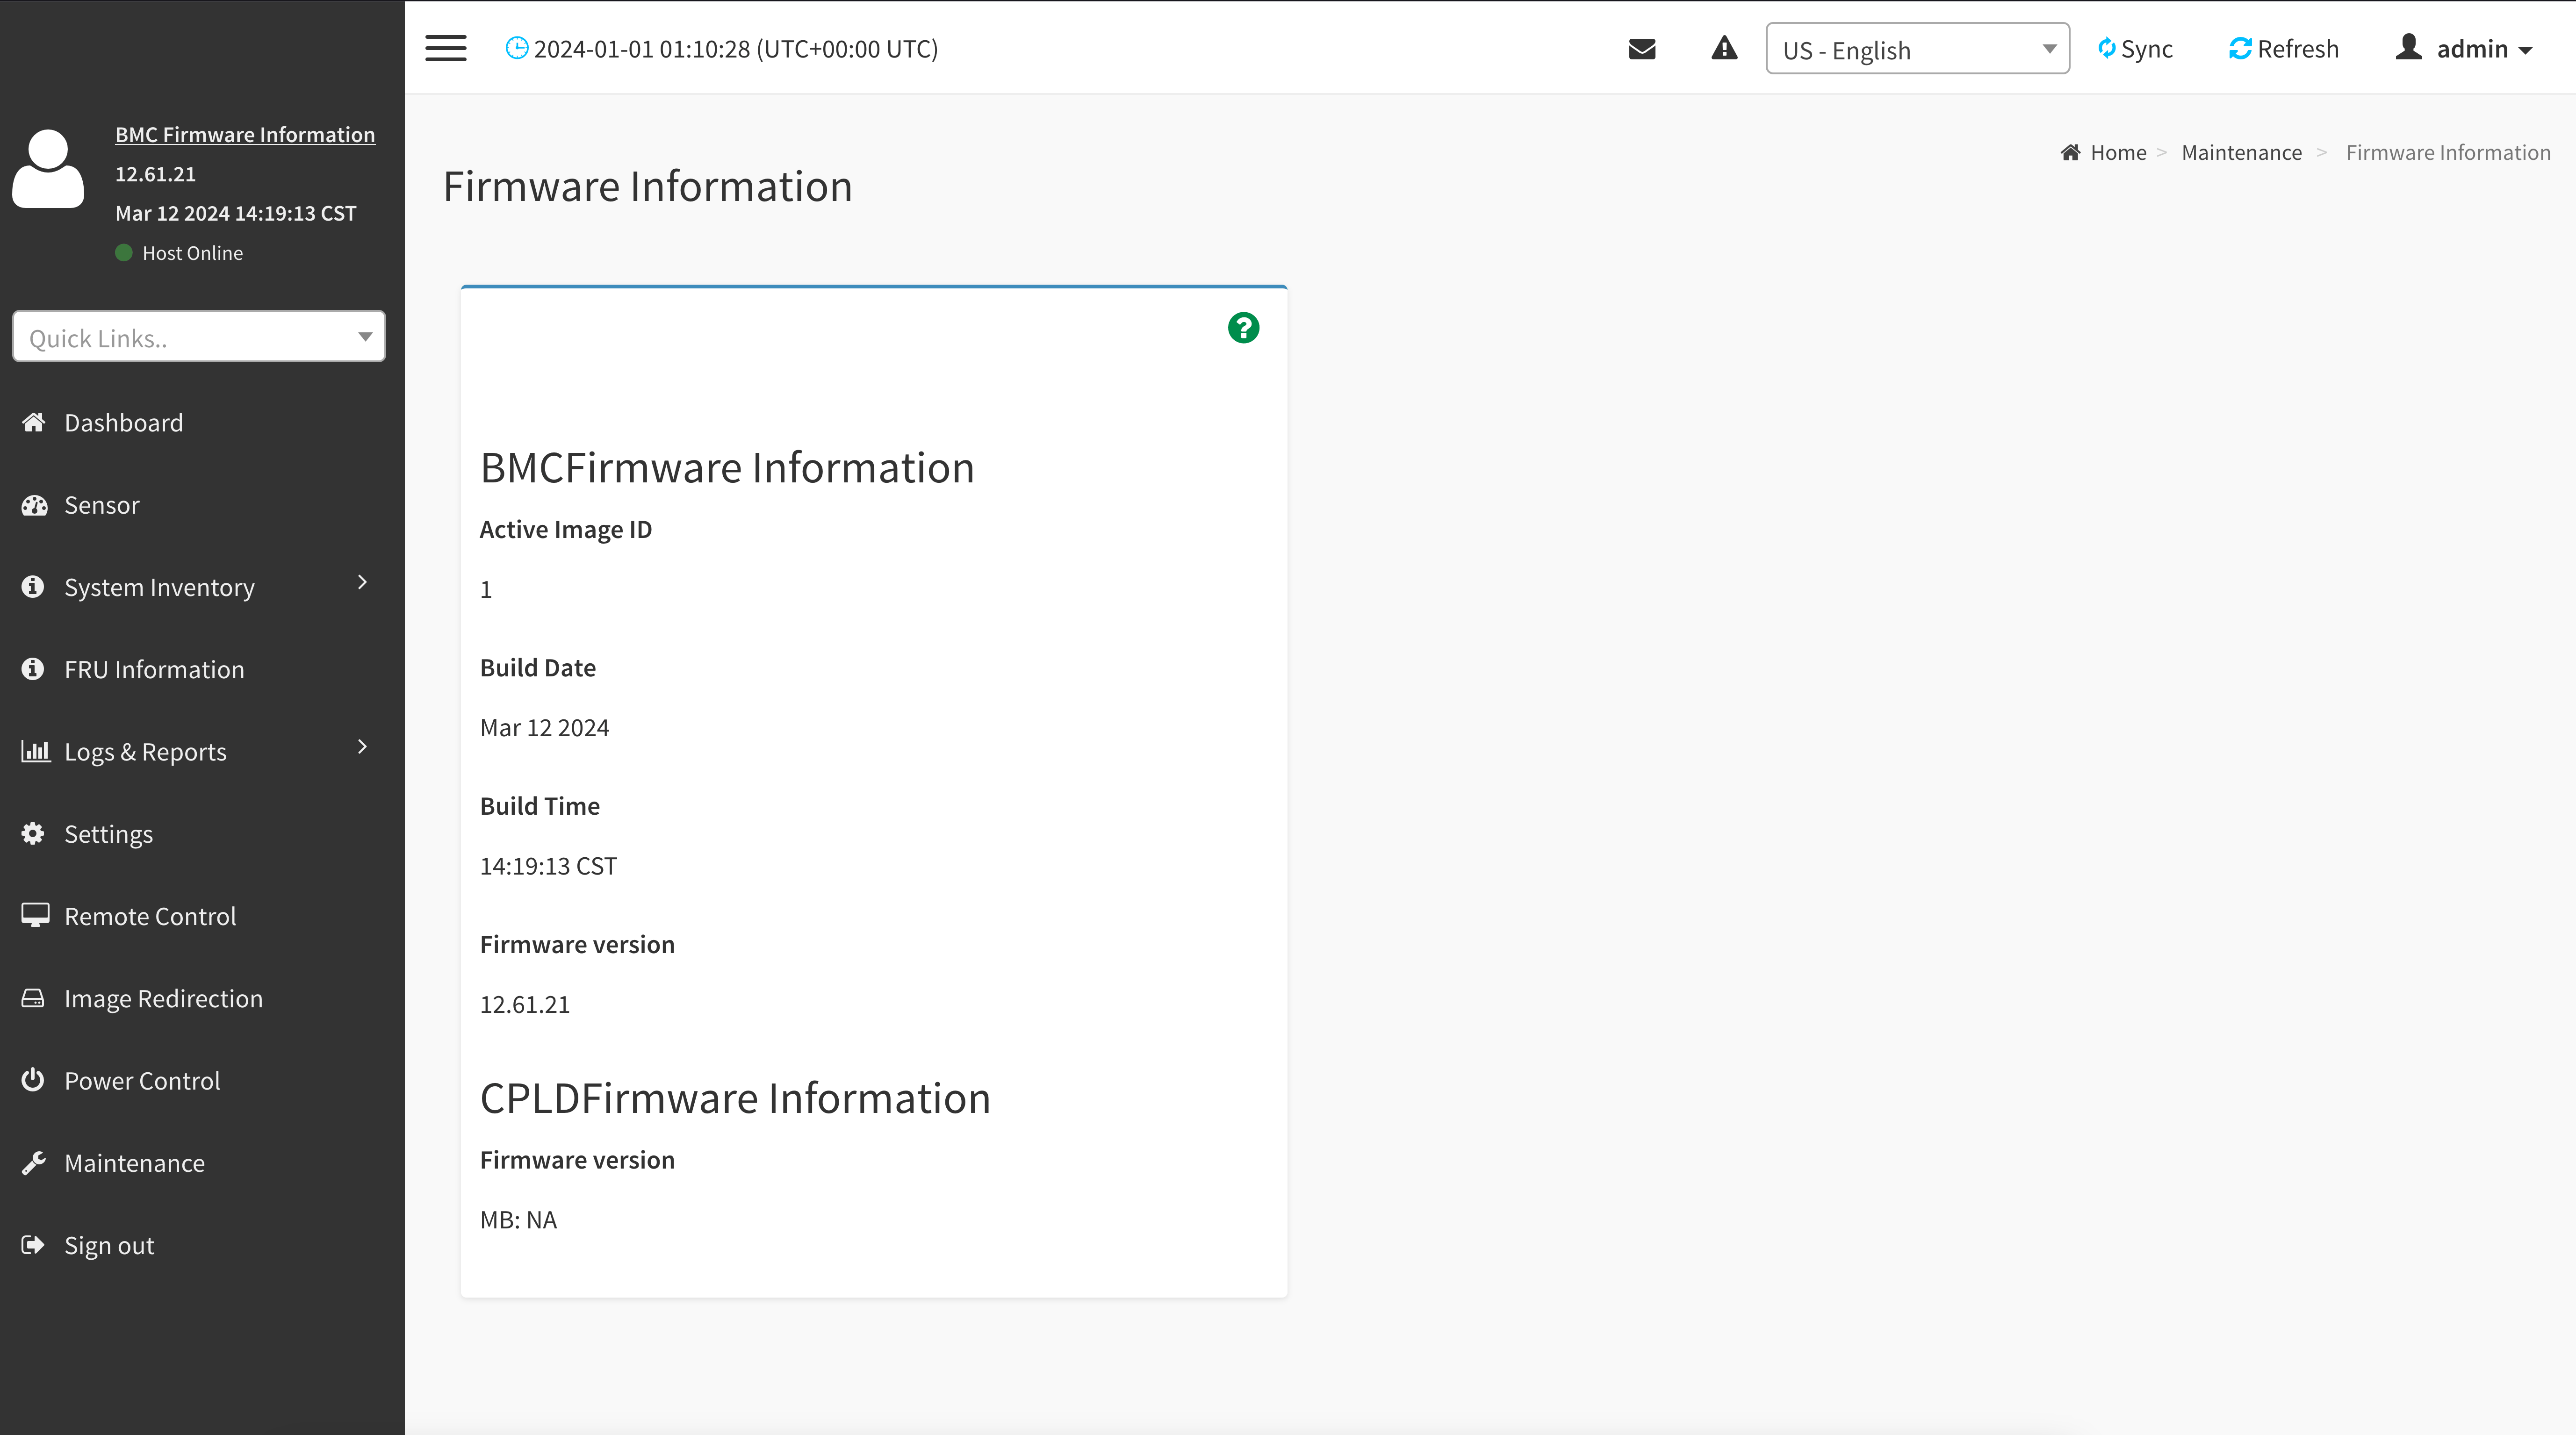 2024-01-01 01:10:28 (UTC+00:00 UTC)
US - English
Sync
Refresh
admin
BMC Firmware Information
12.61.21
Mar 12 2024 14:19:13 CST
Host Online
Quick Links..
Dashboard
Sensor
System Inventory
FRU Information
Logs & Reports
Settings
Remote Control
Image Redirection
Power Control
Maintenance
Sign out
Home > Maintenance > Firmware Information
Firmware Information
BMCFirmware Information
Active Image ID
1
Build Date
Mar 12 2024
Build Time
14:19:13 CST
Firmware version
12.61.21
CPLDFirmware Information
Firmware version
MB: NA